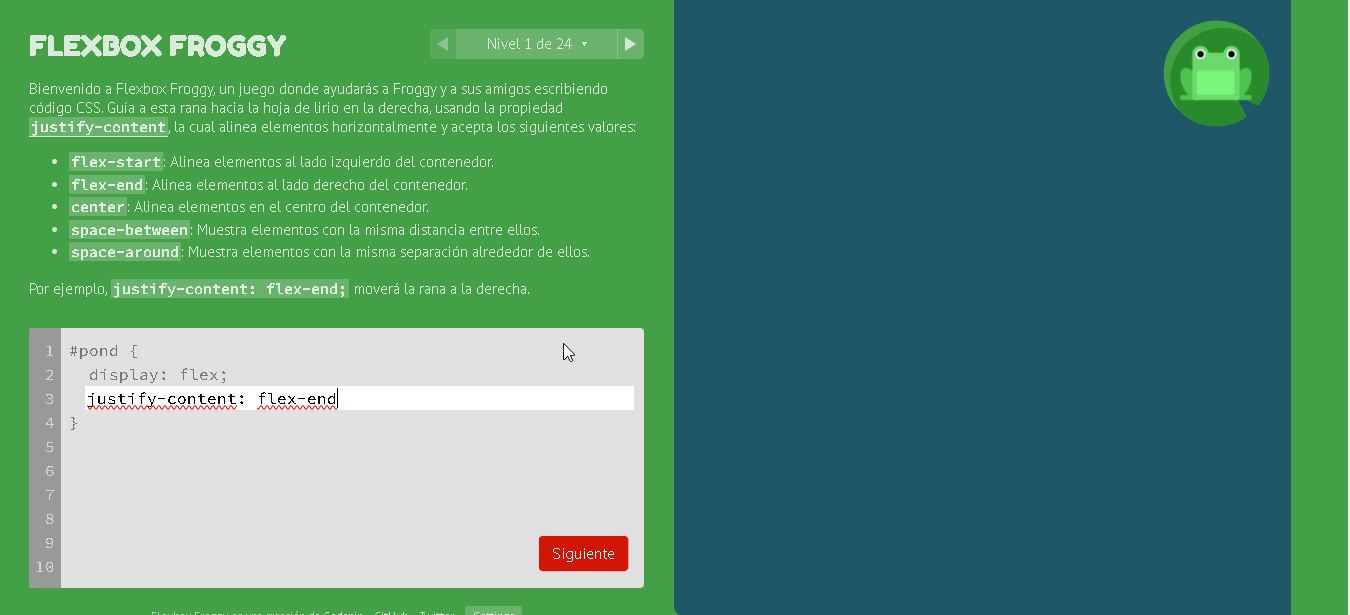 FLEXBOX FROGGY
Nivel 1 de 24
Bienvenido a Flexbox Froggy, un juego donde ayudarás a Froggy y a sus amigos escribiendo
código CSS. Guía a esta rana hacia la hoja de lirio en la derecha, usando la propiedad
justify-content, la cual alinea elementos horizontalmente y acepta los siguientes valores:
• flex-start: Alinea elementos al lado izquierdo del contenedor.
• flex-end: Alinea elementos al lado derecho del contenedor.
• center: Alinea elementos en el centro del contenedor.
• space-between: Muestra elementos con la misma distancia entre ellos.
• space-around: Muestra elementos con la misma separación alrededor de ellos.
Por ejemplo, justify-content: flex-end; moverá la rana a la derecha.
1 #pond {
2 display: flex;
3 justify-content: flex-end
4 }
5
6
7
8
9
10
Siguiente